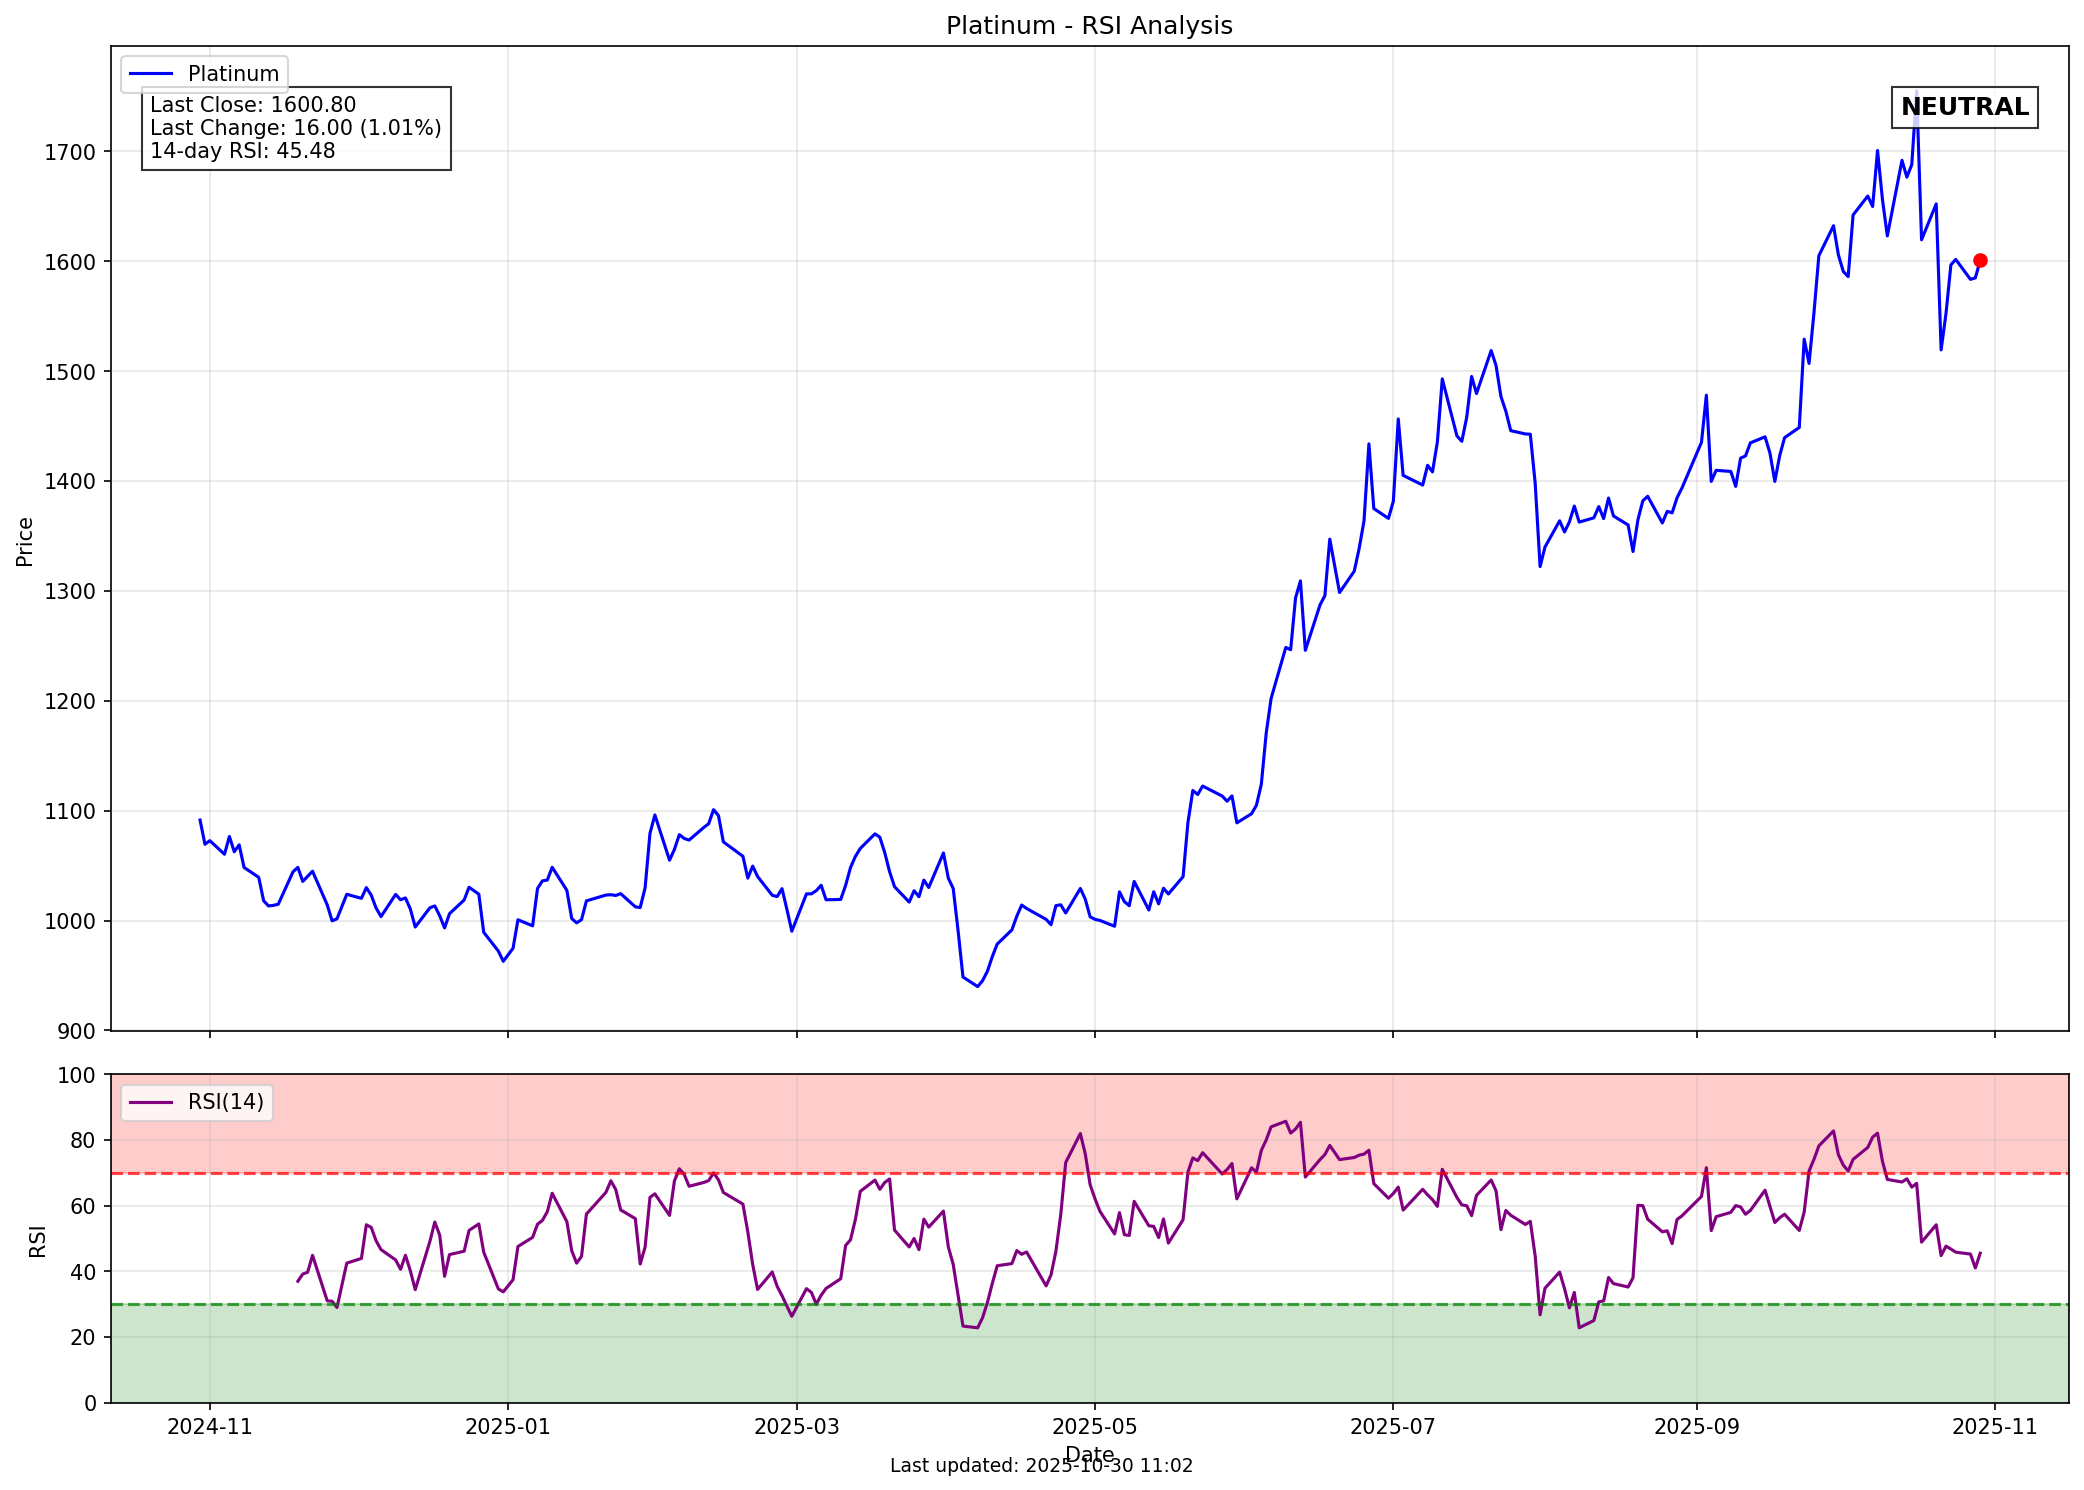 Platinum - RSI Analysis
Platinum
Last Close: 1600.80
Last Change: 16.00 (1.01%)
14-day RSI: 45.48
NEUTRAL
Price
1700
1600
1500
1400
1300
1200
1100
1000
900
RSI(14)
RSI
100
80
60
40
20
0
2024-11
2025-01
2025-03
2025-05
2025-07
2025-09
2025-11
Date
Last updated: 2025-10-30 11:02